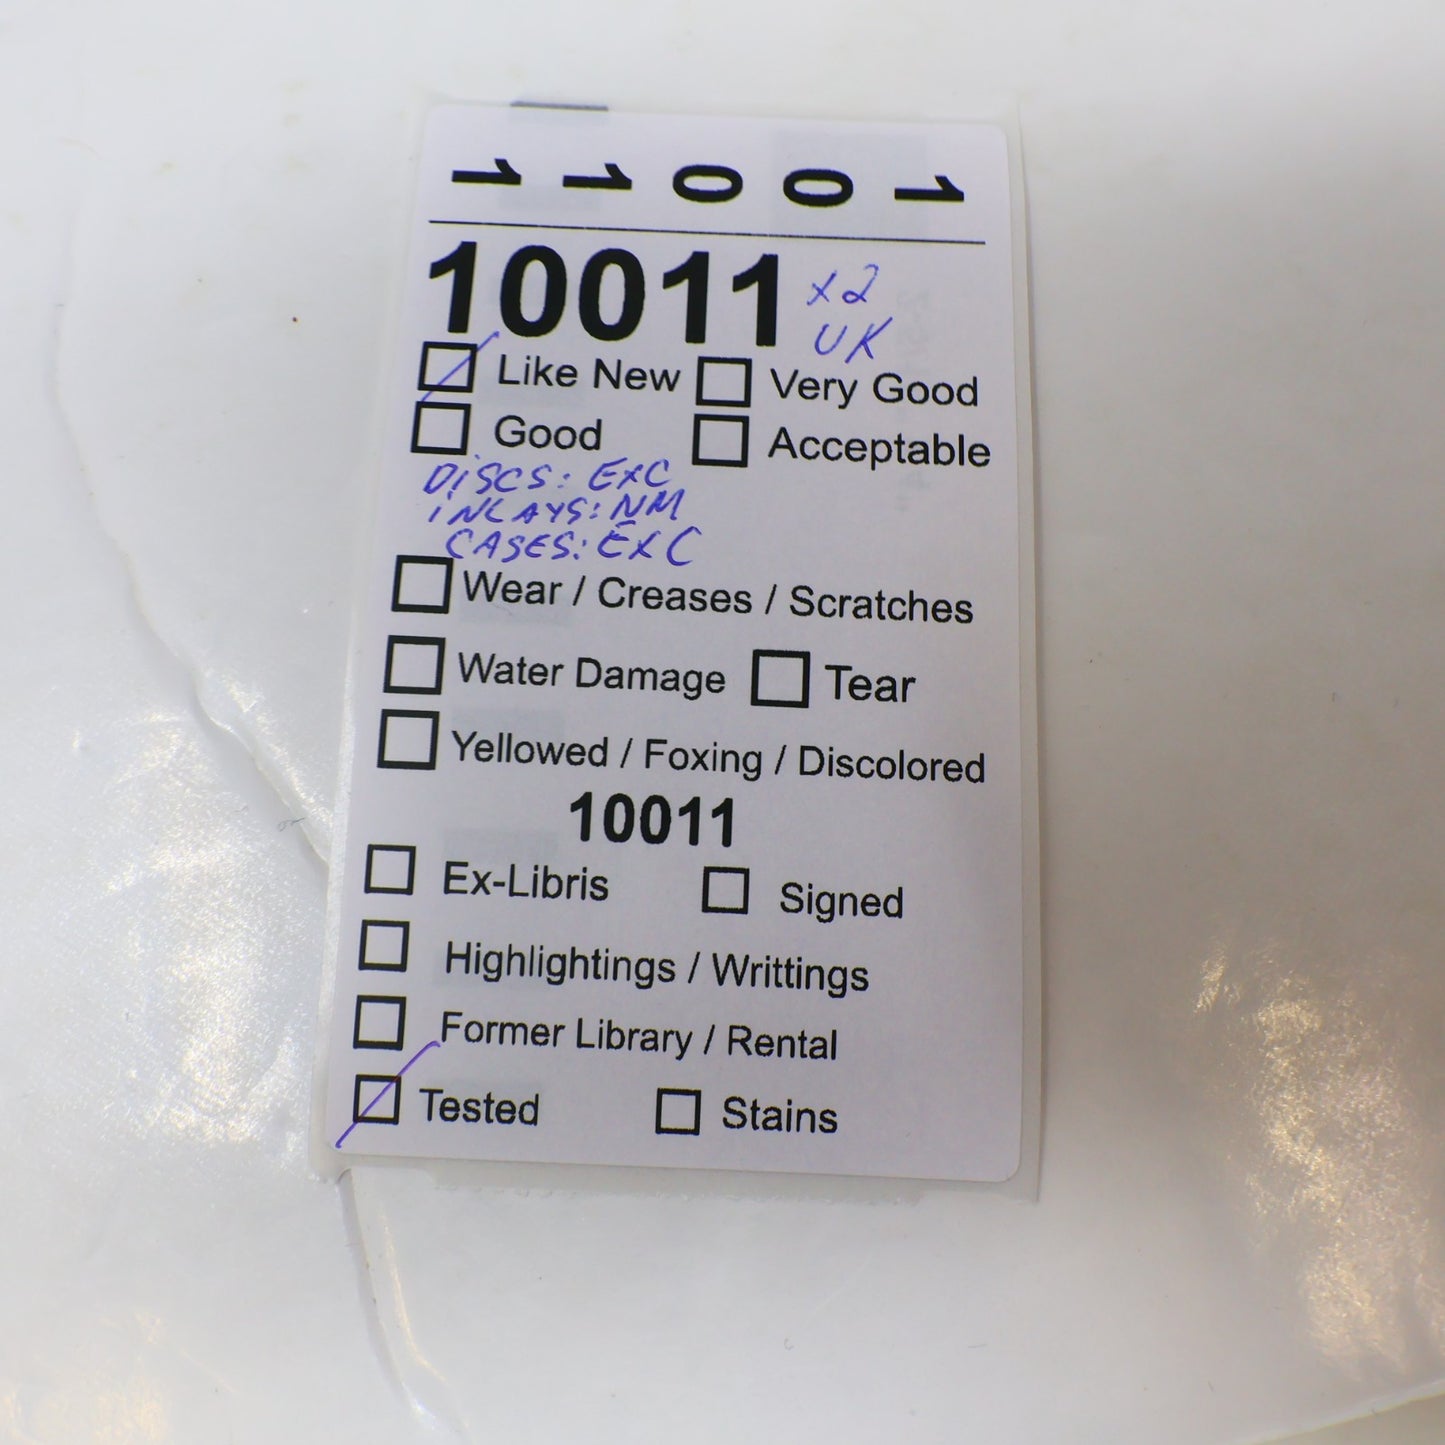 10011
10011 x2
UK
Like New Very Good
Good Acceptable
DiSCS: EXC
iNLAYS: NM
CASES: EXC
Wear / Creases / Scratches
Water Damage Tear
Yellowed / Foxing / Discolored
10011
Ex-Libris Signed
Highlightings / Writtings
Former Library / Rental
Tested Stains